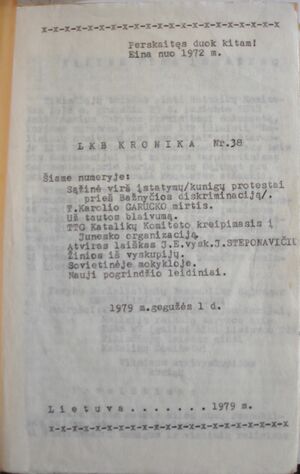 x-x-x-x-x-x-x-x-x-x-x-x-x-x-x-x-x-x-x-x-x-x-x
Perskaitęs duok kitam!
Eina nuo 1972 m.
LKB KRONIKA Nr.38
Šiame numeryje:
Sąžinė virš įstatymų/kunigų protestai
prieš Bažnyčios diskriminaciją/.
T.Karolio GARUCKO mirtis.
Už tautos blaivumą.
TTG Katalikų Komiteto kreipimasis į
Junesko organizaciją.
Atviras laiškas J.E.vysk.J.STEPONAVIČIU
Žinios iš vyskupijų.
Sovietinėje mokykloje.
Nauji pogrindžio leidiniai.
1979 m.gegužės 1 d.
Lietuva.......1979 m.
x-x-x-x-x-x-x-x-x-x-x-x-x-x-x-x-x-x-x-x-x-x-x